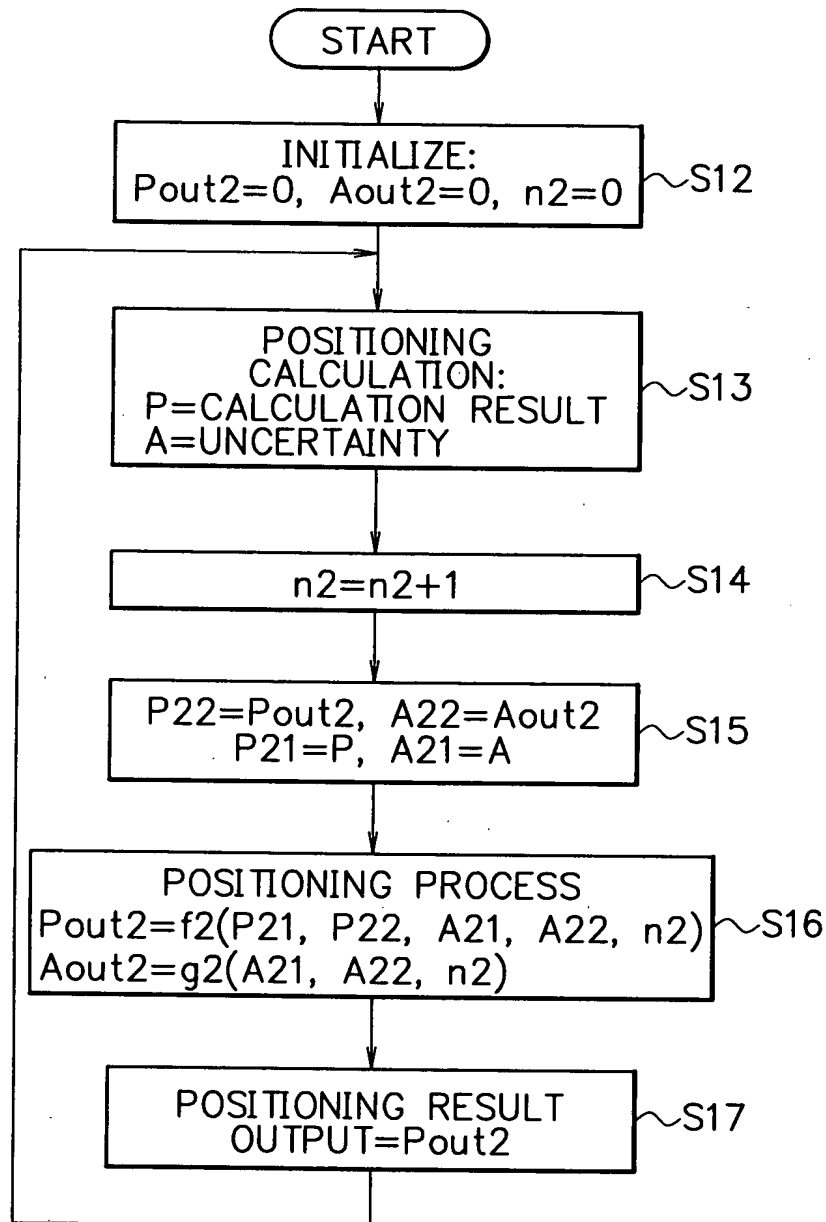 START
INITIALIZE:
Pout2=0, Aout2=0, n2=0
S12
POSITIONING
CALCULATION:
P=CALCULATION RESULT
A=UNCERTAINTY
S13
n2=n2+1
S14
P22=Pout2, A22=Aout2
P21=P, A21=A
S15
POSITIONING PROCESS
Pout2=f2(P21, P22, A21, A22, n2)
Aout2=g2(A21, A22, n2)
S16
POSITIONING RESULT
OUTPUT=Pout2
S17